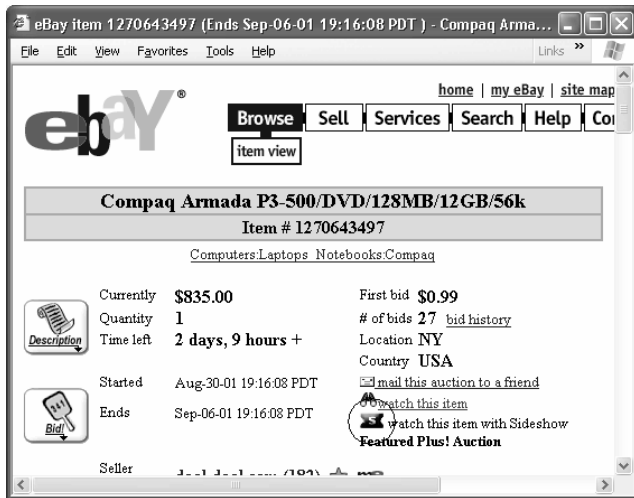 eBay item 1270643497 (Ends Sep-06-01 19:16:08 PDT ) - Compaq Arma...
File Edit View Favorites Tools Help Links »
ebaY®
home | my eBay | site map
Browse Sell Services Search Help Co
item view
Compaq Armada P3-500/DVD/128MB/12GB/56k
Item # 1270643497
Computers:Laptops Notebooks:Compaq
Currently $835.00 First bid $0.99
Quantity 1 # of bids 27 bid history
Description
Time left 2 days, 9 hours + Location NY
Country USA
Started Aug-30-01 19:16:08 PDT mail this auction to a friend
watch this item
Bid!
Ends Sep-06-01 19:16:08 PDT watch this item with Sideshow
Featured Plus! Auction
Seller